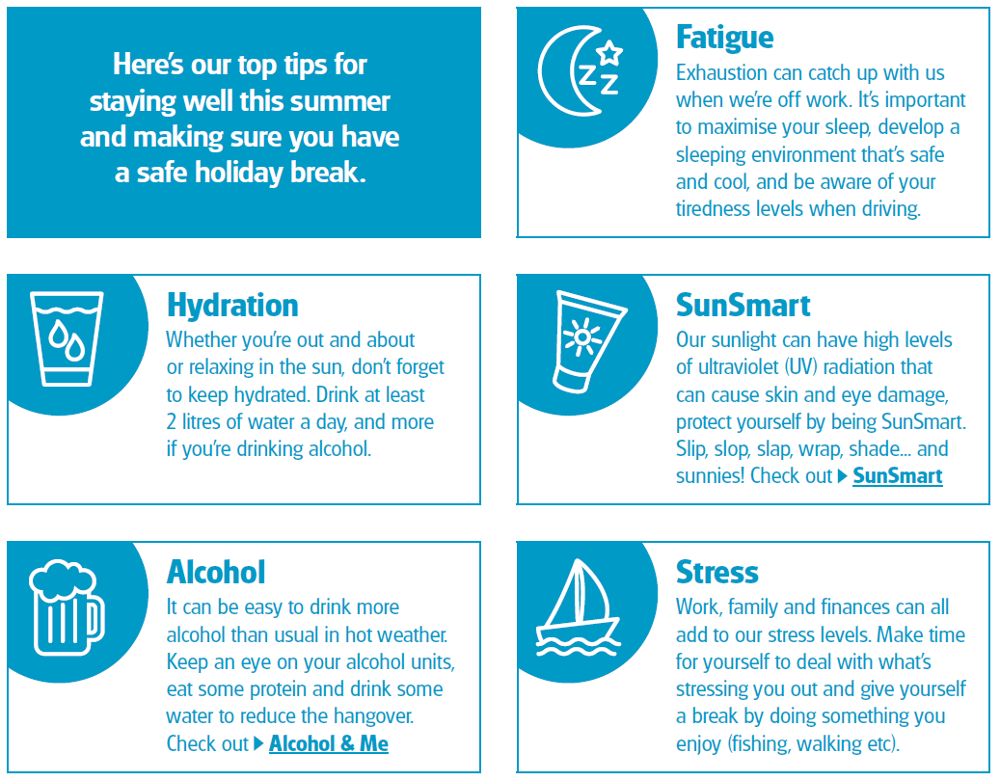 Here's our top tips for
staying well this summer
and making sure you have
a safe holiday break.
Z
Z
Fatigue
Exhaustion can catch up with us
when we're off work. It's important
to maximise your sleep, develop a
sleeping environment that's safe
and cool, and be aware of your
tiredness levels when driving.
Hydration
Whether you're out and about
or relaxing in the sun, don't forget
to keep hydrated. Drink at least
2 litres of water a day, and more
if you're drinking alcohol.
SunSmart
Our sunlight can have high levels
of ultraviolet (UV) radiation that
can cause skin and eye damage,
protect yourself by being SunSmart.
Slip, slop, slap, wrap, shade... and
sunnies! Check out ▶ SunSmart
Alcohol
It can be easy to drink more
alcohol than usual in hot weather.
Keep an eye on your alcohol units,
eat some protein and drink some
water to reduce the hangover.
Check out ▶ Alcohol & Me
Stress
Work, family and finances can all
add to our stress levels. Make time
for yourself to deal with what's
stressing you out and give yourself
a break by doing something you
enjoy (fishing, walking etc).